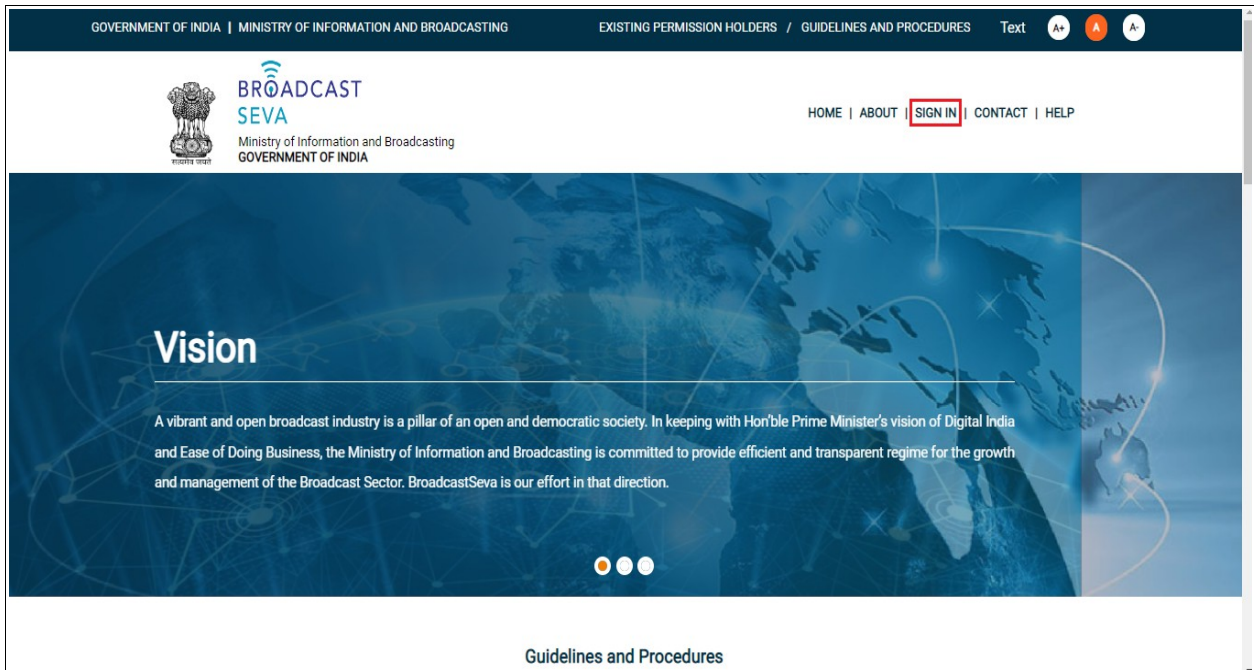 GOVERNMENT OF INDIA | MINISTRY OF INFORMATION AND BROADCASTING
EXISTING PERMISSION HOLDERS / GUIDELINES AND PROCEDURES
Text A+ A A-
BROADCAST
SEVA
Ministry of Information and Broadcasting
GOVERNMENT OF INDIA
सत्यमेव जयते
HOME | ABOUT | SIGN IN | CONTACT | HELP
Vision
A vibrant and open broadcast industry is a pillar of an open and democratic society. In keeping with Hon'ble Prime Minister's vision of Digital India
and Ease of Doing Business, the Ministry of Information and Broadcasting is committed to provide efficient and transparent regime for the growth
and management of the Broadcast Sector. BroadcastSeva is our effort in that direction.
Guidelines and Procedures